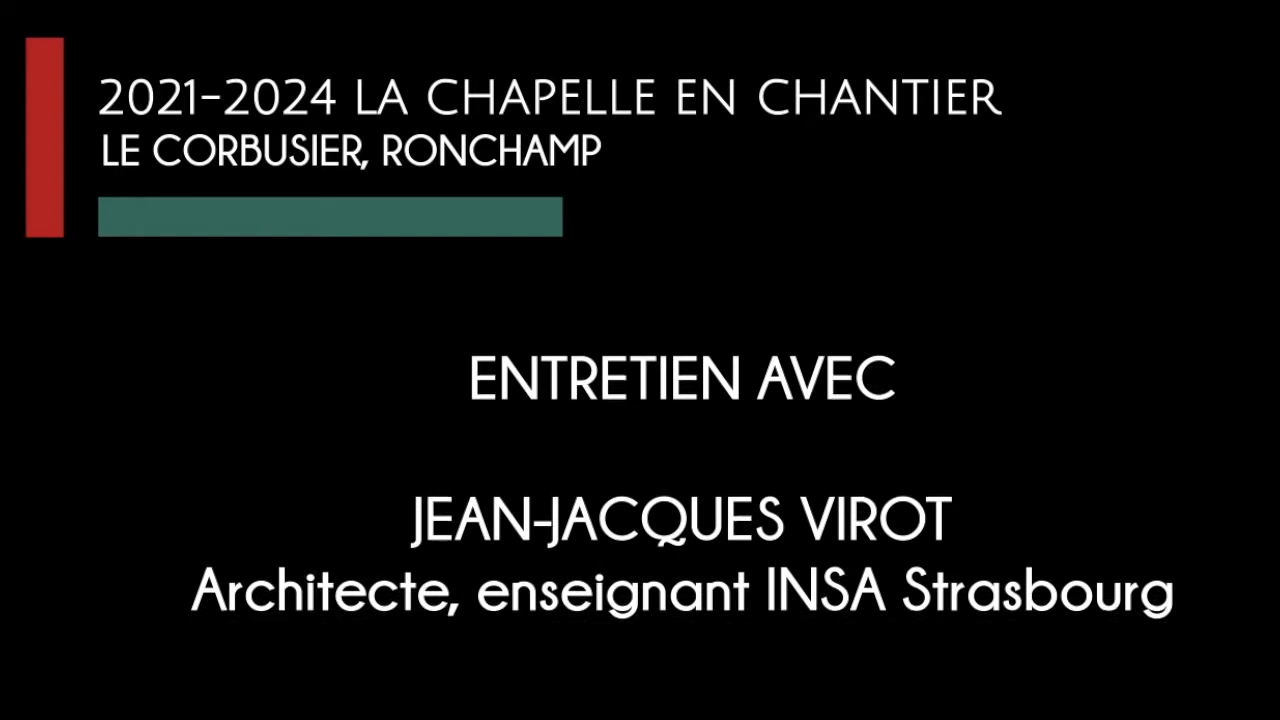 2021-2024 LA CHAPELLE EN CHANTIER
LE CORBUSIER, RONCHAMP
ENTRETIEN AVEC
JEAN-JACQUES VIROT
Architecte, enseignant INSA Strasbourg